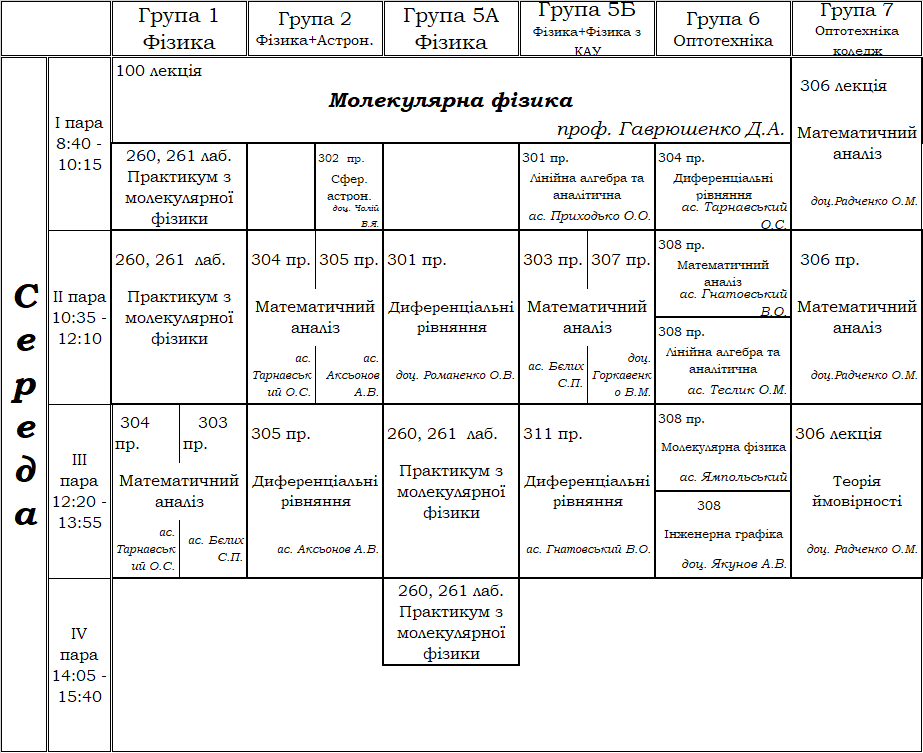 Група 1
Фізика
Група 2
Фізика+Астрон.
Група 5А
Фізика
Група 5Б
Фізика+Фізика з
КАУ
Група 6
Оптотехніка
Група 7
Оптотехніка
коледж
Середа
І пара
8:40 -
10:15
100 лекція
Молекулярна фізика
проф. Гаврюшенко Д.А.
306 лекція
Математичний
аналіз
доц.Радченко О.М.
260, 261 лаб.
Практикум з
молекулярної
фізики
302 пр.
Сфер.
астрон.
доц. Чолій
В.Я.
301 пр.
Лінійна алгебра та
аналітична
ас. Приходько О.О.
304 пр.
Диференціальні
рівняння
ас. Тарнавський
О.С.
ІІ пара
10:35 -
12:10
260, 261 лаб.
Практикум з
молекулярної
фізики
304 пр. 305 пр.
Математичний
аналіз
ас.
Тарнавськ
ий О.С.
ас.
Аксьонов
А.В.
301 пр.
Диференціальні
рівняння
доц. Романенко О.В.
303 пр. 307 пр.
Математичний
аналіз
ас. Бєлих
С.П.
доц.
Горкавенк
о В.М.
308 пр.
Математичний
аналіз
ас. Гнатовський
В.О.
308 пр.
Лінійна алгебра та
аналітична
ас. Теслик О.М.
306 пр.
Математичний
аналіз
доц.Радченко О.М.
ІІІ
пара
12:20 -
13:55
304
пр.
303
пр.
Математичний
аналіз
ас.
Тарнавськ
ий О.С.
ас. Бєлих
С.П.
305 пр.
Диференціальні
рівняння
ас. Аксьонов А.В.
260, 261 лаб.
Практикум з
молекулярної
фізики
311 пр.
Диференціальні
рівняння
ас. Гнатовський В.О.
308 пр.
Молекулярна фізика
ас. Ямпольський
308
Інженерна графіка
доц. Якунов А.В.
306 лекція
Теорія
ймовірності
доц. Радченко О.М.
IV
пара
14:05 -
15:40
260, 261 лаб.
Практикум з
молекулярної
фізики